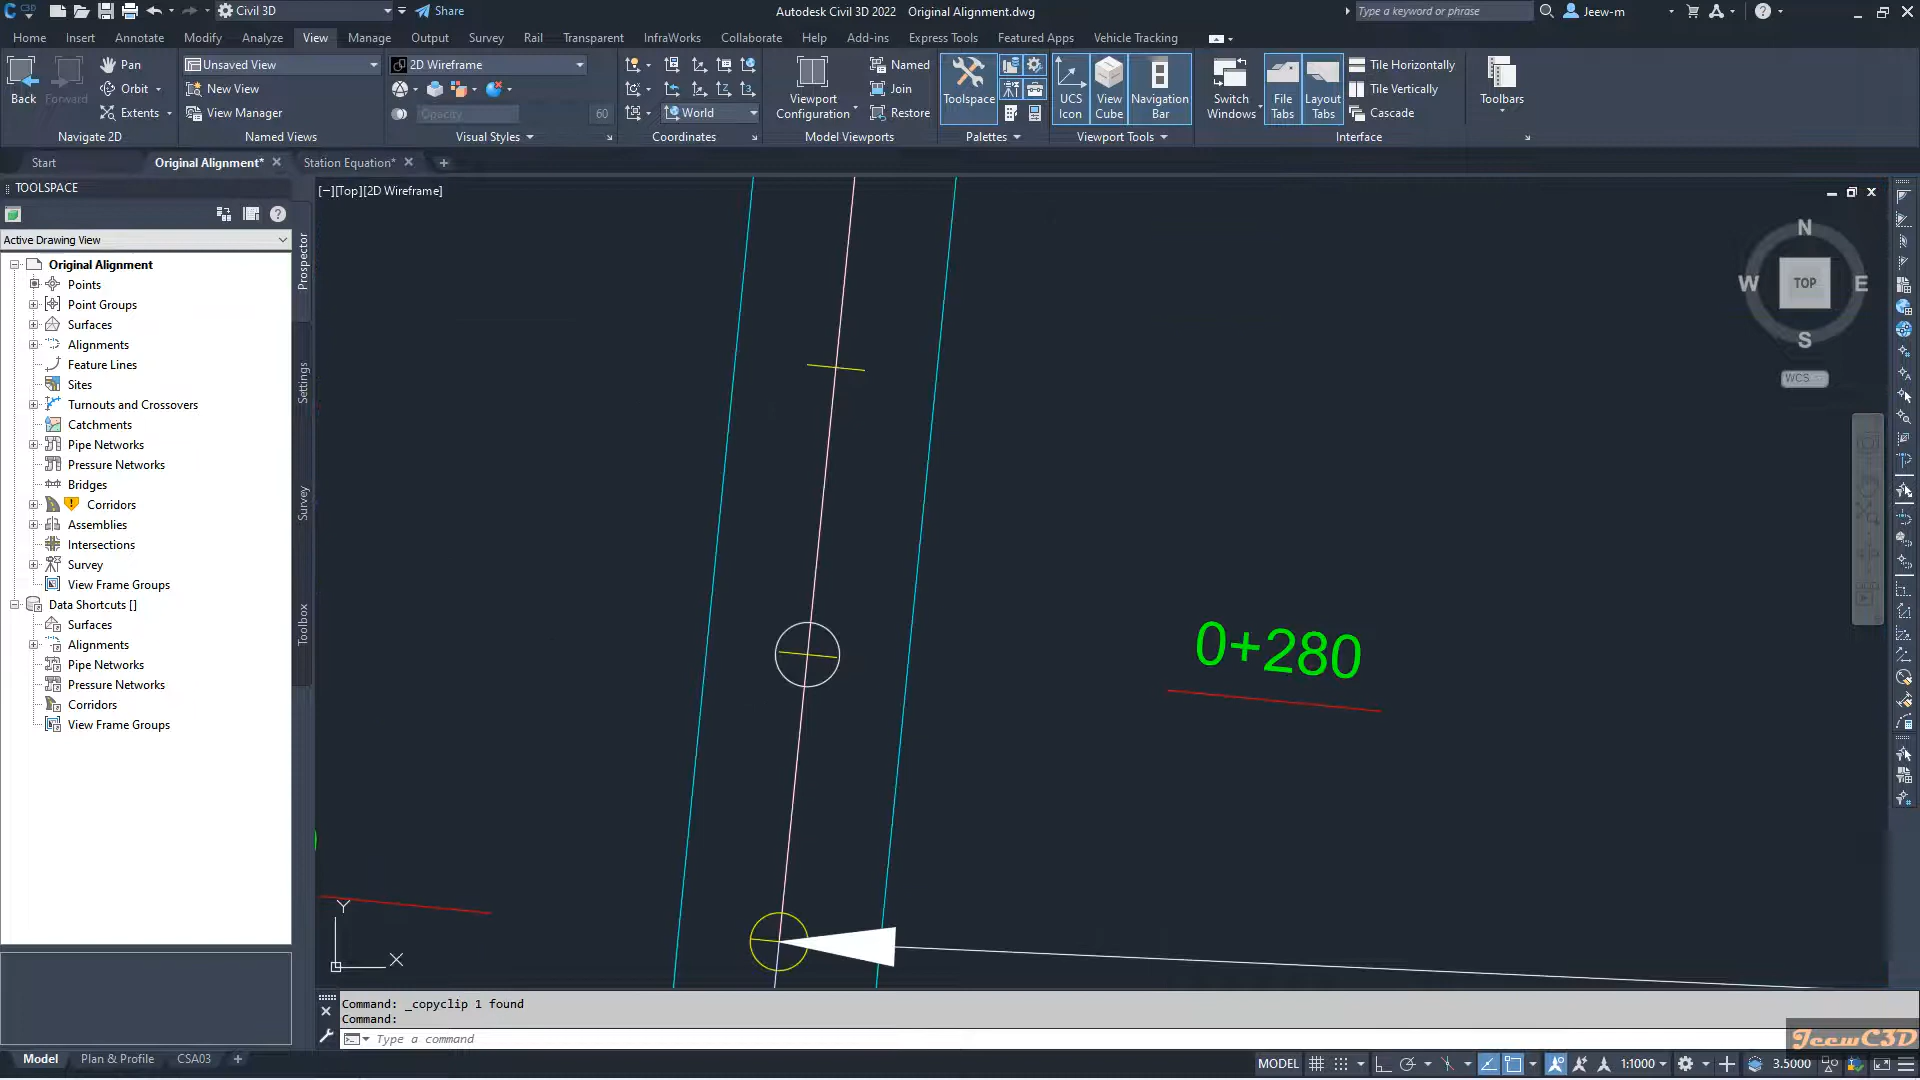 C3D Civil 3D Share Autodesk Civil 3D 2022 Original Alignment.dwg Type a keyword or phrase Jeew-m
Home Insert Annotate Modify Analyze View Manage Output Survey Rail Transparent InfraWorks Collaborate Help Add-ins Express Tools Featured Apps Vehicle Tracking
Back Forward Pan Orbit Extents Navigate 2D
Unsaved View New View View Manager Named Views
2D Wireframe Opacity 60 Visual Styles
World Coordinates
Viewport Configuration Named Join Restore Model Viewports
Toolspace Palettes
UCS Icon View Cube Navigation Bar Viewport Tools
Switch Windows File Tabs Layout Tabs Tile Horizontally Tile Vertically Cascade Interface
Toolbars
Start Original Alignment* Station Equation*
TOOLSPACE
Active Drawing View
Original Alignment
Points
Point Groups
Surfaces
Alignments
Feature Lines
Sites
Turnouts and Crossovers
Catchments
Pipe Networks
Pressure Networks
Bridges
Corridors
Assemblies
Intersections
Survey
View Frame Groups
Data Shortcuts []
Surfaces
Alignments
Pipe Networks
Pressure Networks
Corridors
View Frame Groups
Prospector
Settings
Survey
Toolbox
[−][Top][2D Wireframe]
N
W TOP E
S
WCS
0+280
Y
X
Command: _copyclip 1 found
Command:
Type a command
JeewC3D
Model Plan & Profile CSA03 MODEL 1:1000 3.5000